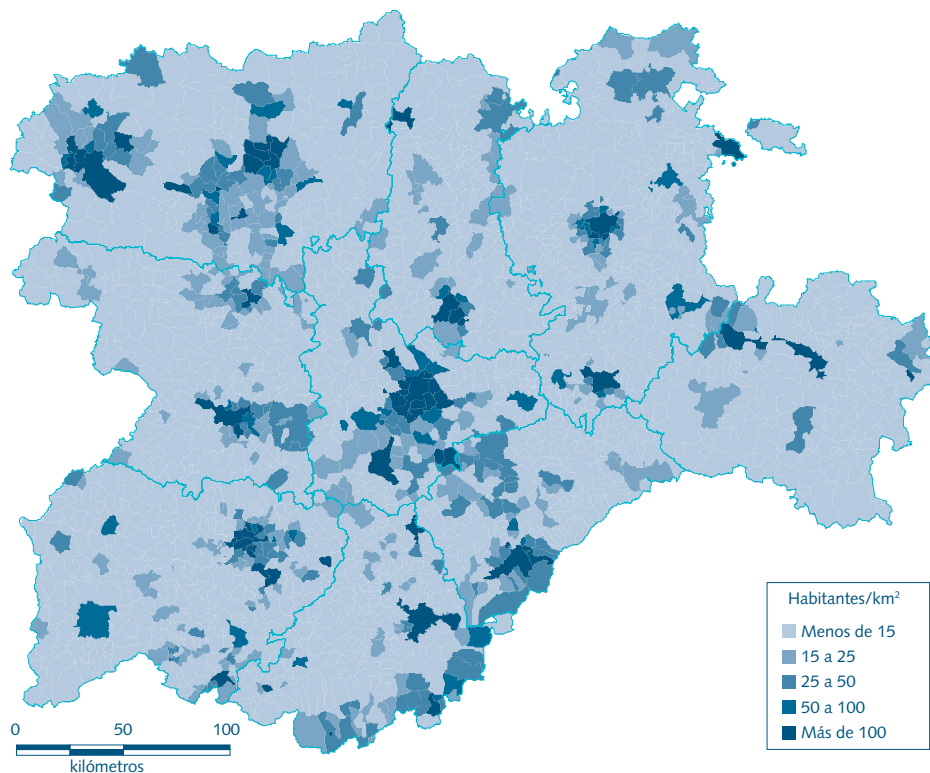 Habitantes/km²
Menos de 15
15 a 25
25 a 50
50 a 100
Más de 100
0 50 100
kilómetros